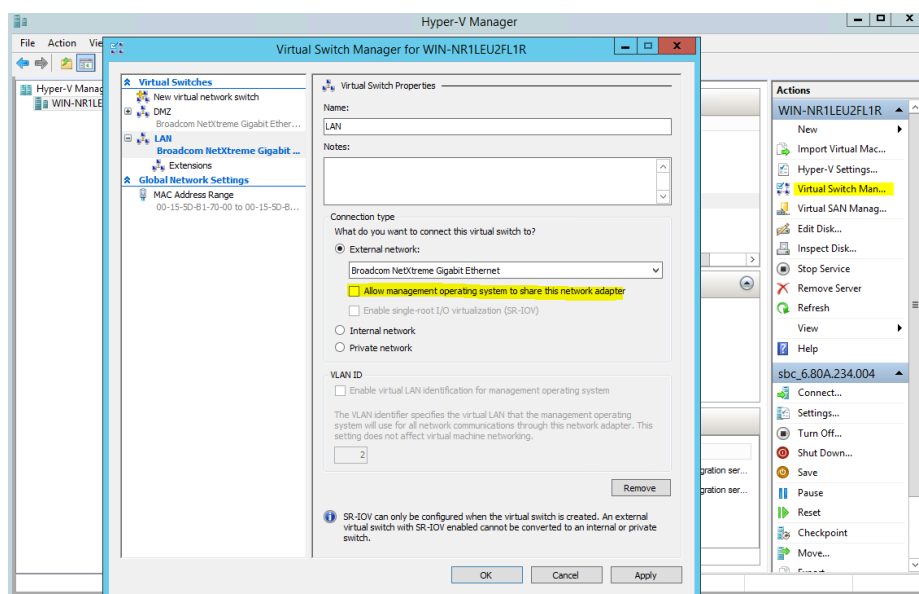 Hyper-V Manager
File Action Vie
Virtual Switch Manager for WIN-NR1LEU2FL1R
Hyper-V Manag
WIN-NR1LE
Virtual Switches
New virtual network switch
DMZ
Broadcom NetXtreme Gigabit Ether...
LAN
Broadcom NetXtreme Gigabit ...
Extensions
Global Network Settings
MAC Address Range
00-15-5D-B1-70-00 to 00-15-5D-B...
Virtual Switch Properties
Name:
LAN
Notes:
Connection type
What do you want to connect this virtual switch to?
External network:
Broadcom NetXtreme Gigabit Ethernet
Allow management operating system to share this network adapter
Enable single-root I/O virtualization (SR-IOV)
Internal network
Private network
VLAN ID
Enable virtual LAN identification for management operating system
The VLAN identifier specifies the virtual LAN that the management operating
system will use for all network communications through this network adapter. This
setting does not affect virtual machine networking.
2
Remove
SR-IOV can only be configured when the virtual switch is created. An external
virtual switch with SR-IOV enabled cannot be converted to an internal or private
switch.
OK Cancel Apply
gration ser...
gration ser...
Actions
WIN-NR1LEU2FL1R
New
Import Virtual Mac...
Hyper-V Settings...
Virtual Switch Man...
Virtual SAN Manag...
Edit Disk...
Inspect Disk...
Stop Service
Remove Server
Refresh
View
Help
sbc_6.80A.234.004
Connect...
Settings...
Turn Off...
Shut Down...
Save
Pause
Reset
Checkpoint
Move...